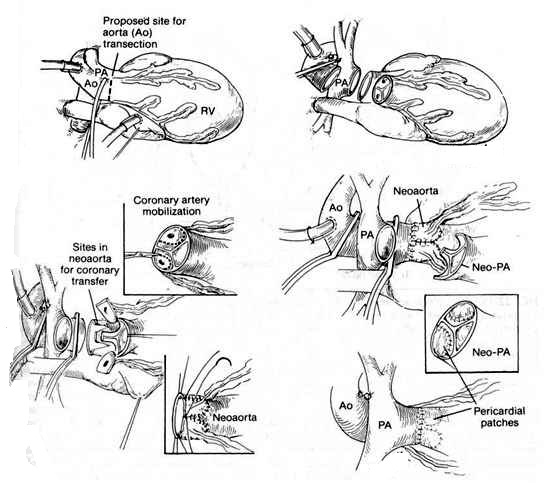 Proposed site for
aorta (Ao)
transection
PA
Ao
RV
PA
Coronary artery
mobilization
Sites in
neoaorta
for coronary
transfer
Neoaorta
Neoaorta
Ao
PA
Neo-PA
Neo-PA
Ao
PA
Pericardial
patches